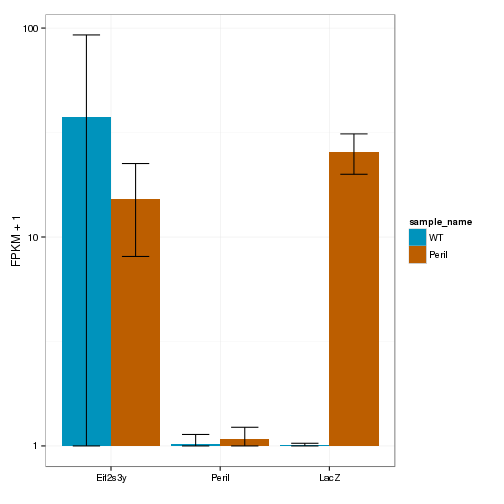 100
10
1
FPKM + 1
Eif2s3y Peril LacZ
sample_name
WT
Peril